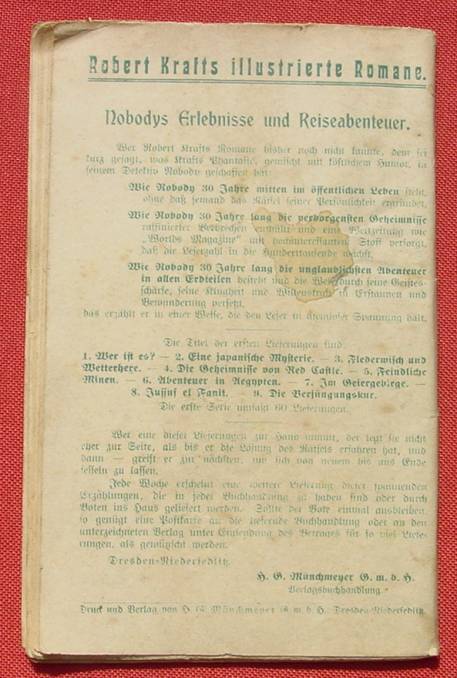 Robert Krafts illustrierte Romane.
Nobodys Erlebnisse und Reiseabenteuer.
Wer Robert Krafts Romane bisher noch nicht kannte, dem sei
kurz gesagt, was Krafts Phantasie, gemischt mit köstlichem Humor, in
seinem Detektiv Nobody geschaffen hat:
Wie Nobody 30 Jahre mitten im öffentlichen Leben steht,
ohne daß jemand das Rätsel seiner Persönlichkeit ergründet,
Wie Nobody 30 Jahre lang die verborgensten Geheimnisse
raffinierter Verbrechen enthüllt und eine Weltzeitung wie
„Worlds Magazine“ mit hochinteressantem Stoff versorgt,
daß die Leserzahl in die Hunderttausende
Wie Nobody 30 Jahre lang die unglaublichsten Abenteuer
in allen Erdteilen besteht und die Welt durch seine Geistes-
schärfe, seine Kühnheit und Willenskraft in Erstaunen und
Bewunderung versetzt,
das erzählt er in einer Weise, die den Leser in atemloser Spannung hält.
Die Titel der ersten Lieferungen sind:
1. Wer ist es? — 2. Eine japanische Mysterie. — 3. Flederwisch und
Wetterhexe. — 4. Die Geheimnisse von Red Castle. — 5. Feindliche
Minen. — 6. Abenteuer in Aegypten. — 7. Im Geiergebirge. —
8. Jussuf el Fanit. — 9. Die Verjüngungskur.
Die erste Serie umfaßt 60 Lieferungen.
Wer eine dieser Lieferungen zur Hand nimmt, der legt sie nicht
eher zur Seite, als bis er die Lösung des Rätsels erfahren hat, und
dann — greift er zur nächsten, um sich von neuem bis ans Ende
fesseln zu lassen.
Jede Woche erscheint eine weitere Lieferung dieser spannenden
Erzählungen, die in jeder Buchhandlung zu haben sind oder durch
Boten ins Haus geliefert werden. Sollte der Bote einmal ausbleiben,
so genügt eine Postkarte an die liefernde Buchhandlung oder an den
unterzeichneten Verlag unter Einsendung des Betrages für so viel Liefe-
rungen, als gewünscht werden.
Dresden-Niedersedlitz.
H. G. Münchmeyer G. m. b. H.
Verlagsbuchhandlung
Druck und Verlag von H. G. Münchmeyer G. m. b. H. Dresden-Niedersedlitz.